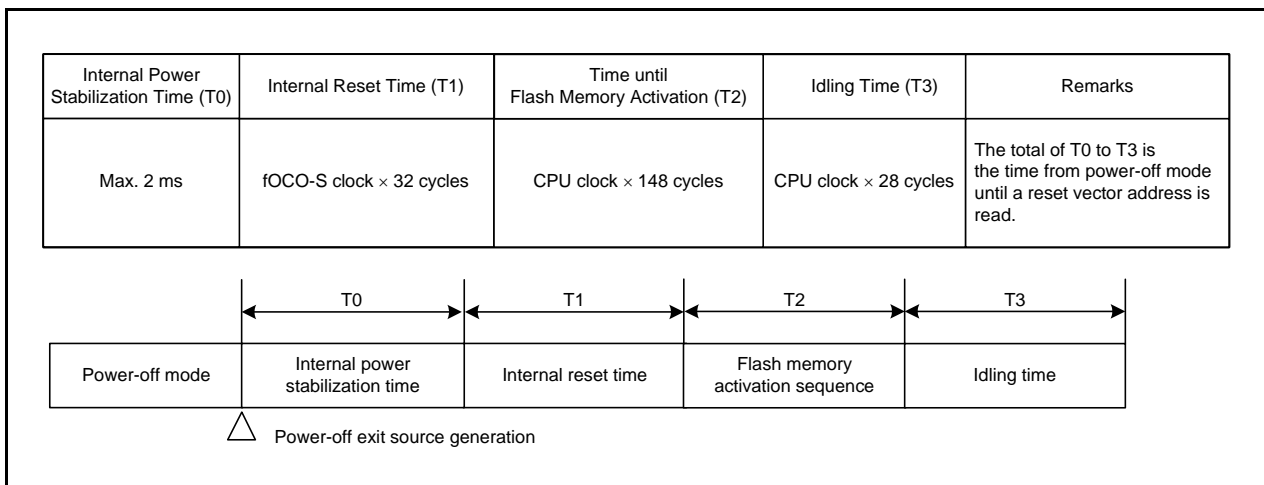 Internal Power
Stabilization Time (T0)
Internal Reset Time (T1)
Time until
Flash Memory Activation (T2)
Idling Time (T3)
Remarks
Max. 2 ms
fOCO-S clock × 32 cycles
CPU clock × 148 cycles
CPU clock × 28 cycles
The total of T0 to T3 is
the time from power-off mode
until a reset vector address is
read.
T0
T1
T2
T3
Power-off mode
Internal power
stabilization time
Internal reset time
Flash memory
activation sequence
Idling time
Power-off exit source generation